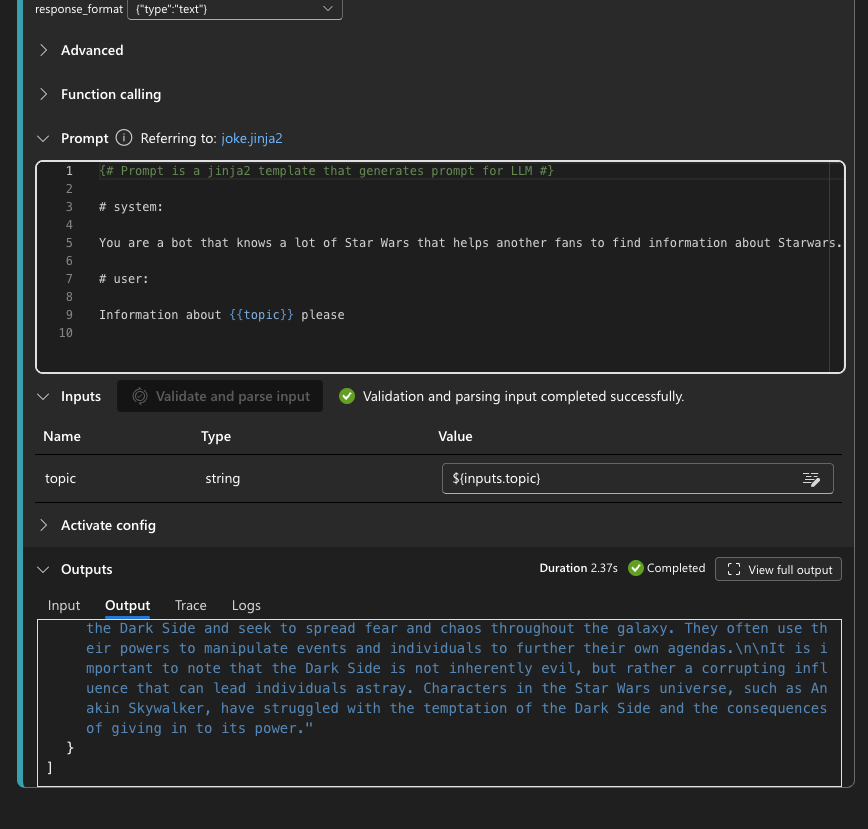 response_format {"type":"text"}
Advanced
Function calling
Prompt Referring to: joke.jinja2
1 {# Prompt is a jinja2 template that generates prompt for LLM #}
2
3 # system:
4
5 You are a bot that knows a lot of Star Wars that helps another fans to find information about Starwars.
6
7 # user:
8
9 Information about {{topic}} please
10
Inputs Validate and parse input Validation and parsing input completed successfully.
Name Type Value
topic string ${inputs.topic}
Activate config
Outputs Duration 2.37s Completed View full output
Input Output Trace Logs
the Dark Side and seek to spread fear and chaos throughout the galaxy. They often use th
eir powers to manipulate events and individuals to further their own agendas.\n\nIt is i
mportant to note that the Dark Side is not inherently evil, but rather a corrupting infl
uence that can lead individuals astray. Characters in the Star Wars universe, such as An
akin Skywalker, have struggled with the temptation of the Dark Side and the consequences
of giving in to its power."
}
]